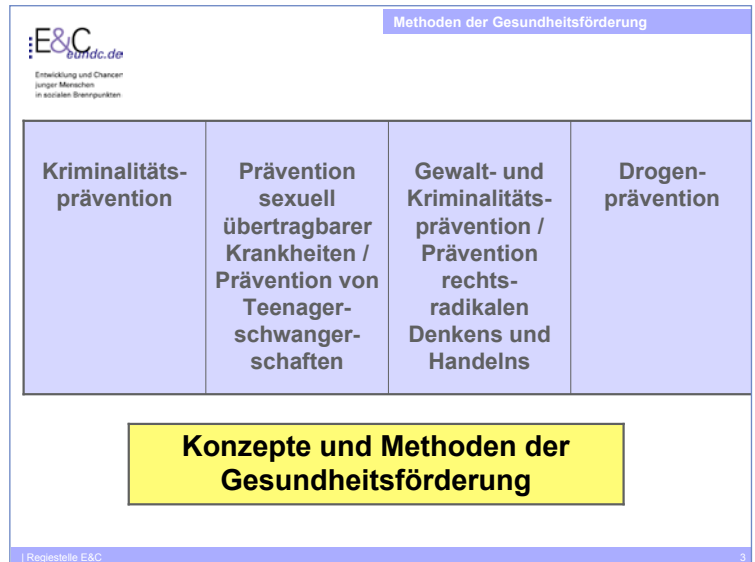 Methoden der Gesundheitsförderung
E&C
eundc.de
Entwicklung und Chancen
junger Menschen
in sozialen Brennpunkten
Kriminalitäts-
prävention
Prävention
sexuell
übertragbarer
Krankheiten /
Prävention von
Teenager-
schwanger-
schaften
Gewalt- und
Kriminalitäts-
prävention /
Prävention
rechts-
radikalen
Denkens und
Handelns
Drogen-
prävention
Konzepte und Methoden der
Gesundheitsförderung
| Regiestelle E&C
3